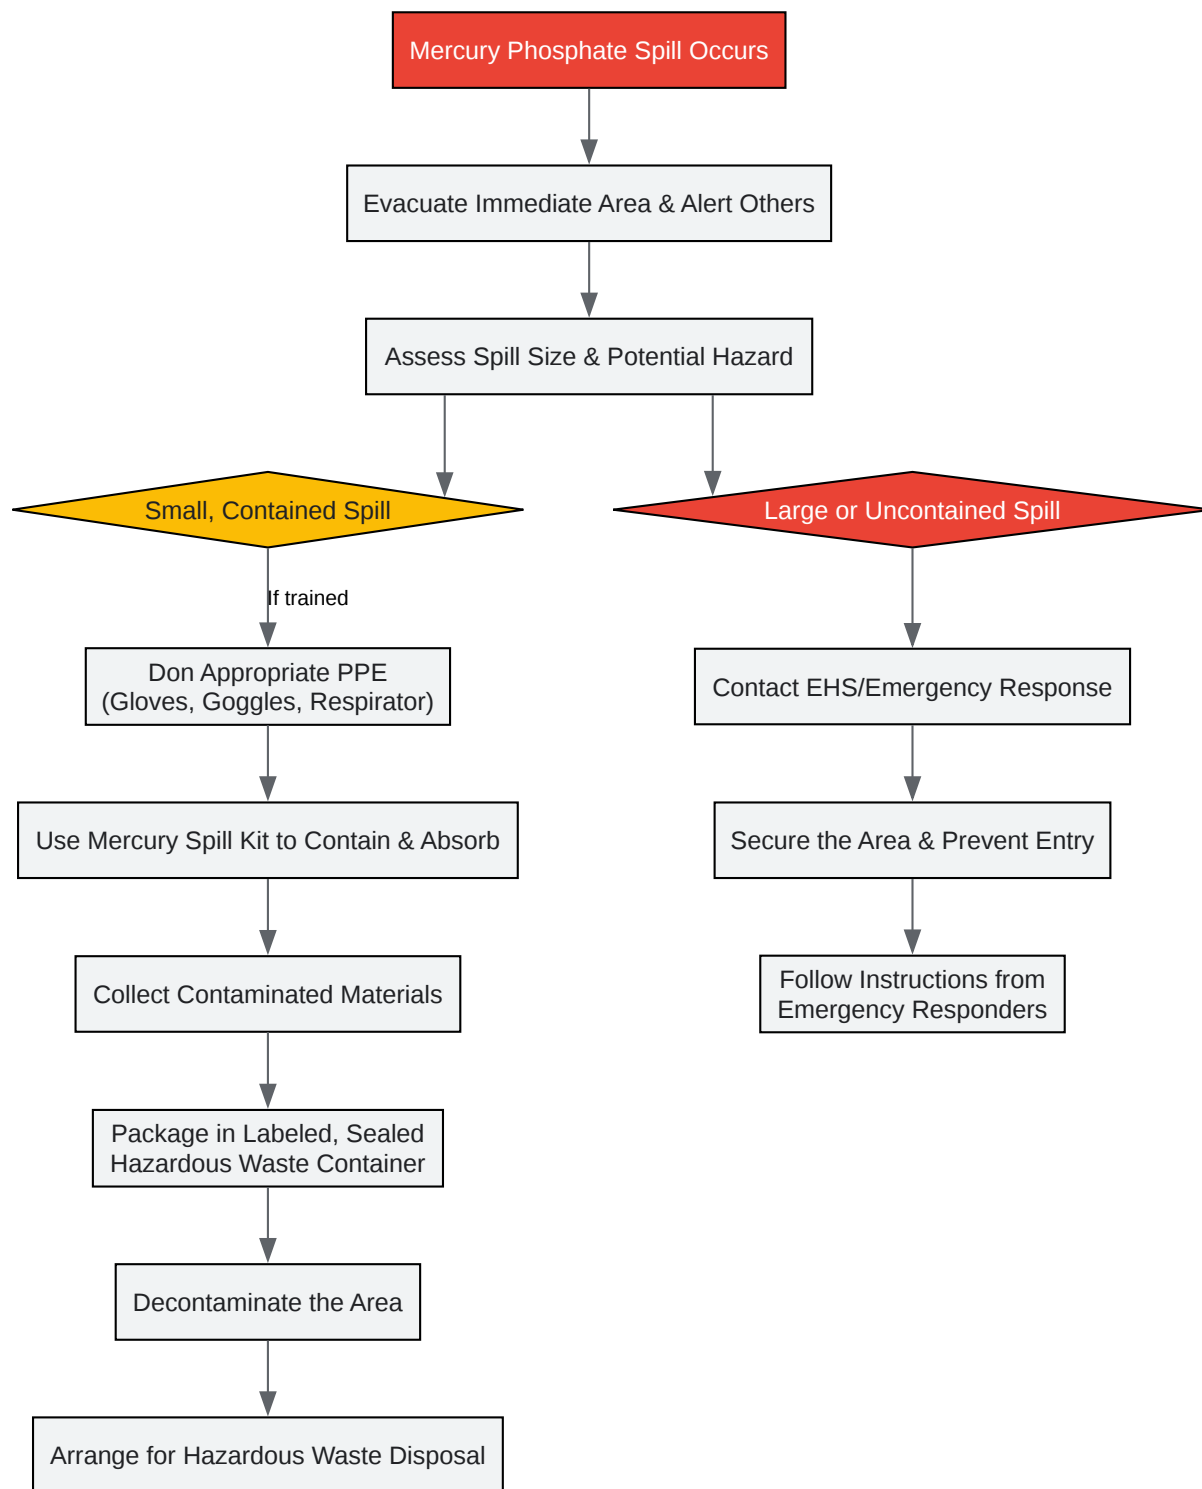 Mercury Phosphate Spill Occurs
Evacuate Immediate Area & Alert Others
Assess Spill Size & Potential Hazard
Small, Contained Spill
Large or Uncontained Spill
If trained
Don Appropriate PPE
(Gloves, Goggles, Respirator)
Contact EHS/Emergency Response
Use Mercury Spill Kit to Contain & Absorb
Secure the Area & Prevent Entry
Collect Contaminated Materials
Follow Instructions from
Emergency Responders
Package in Labeled, Sealed
Hazardous Waste Container
Decontaminate the Area
Arrange for Hazardous Waste Disposal